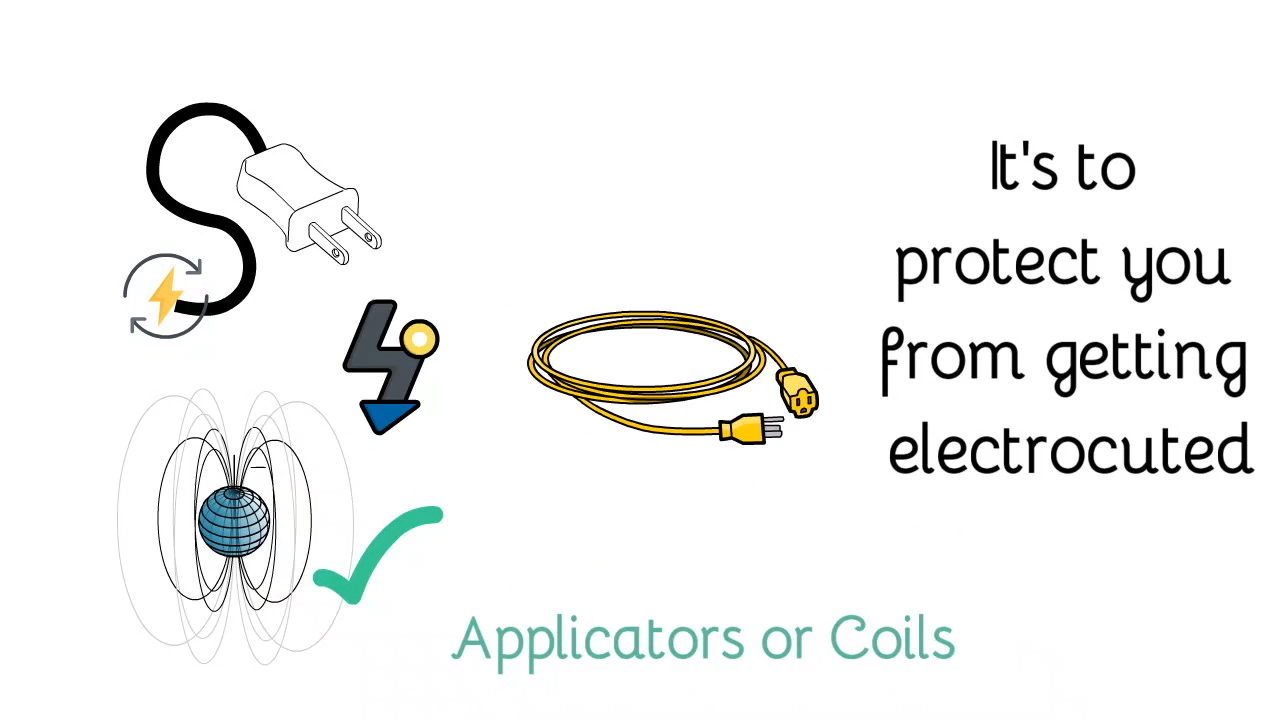 It's to
protect you
from getting
electrocuted
Applicators or Coils